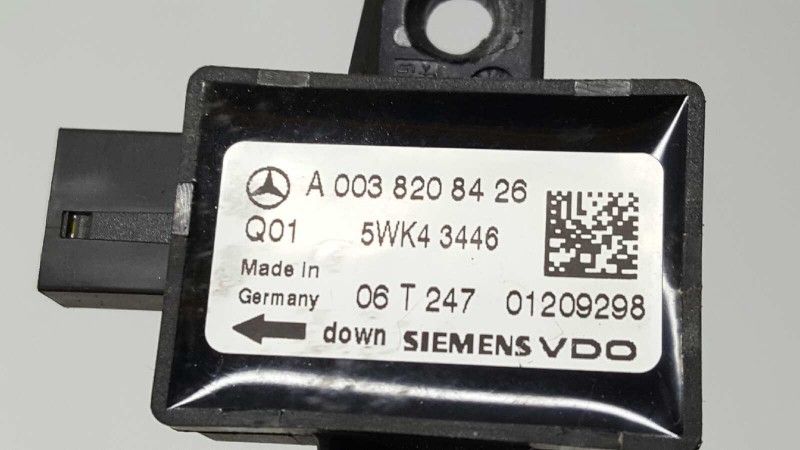 A 003 820 84 26
Q01 5WK4 3446
Made in
Germany 06 T 247 01209298
down SIEMENS VDO